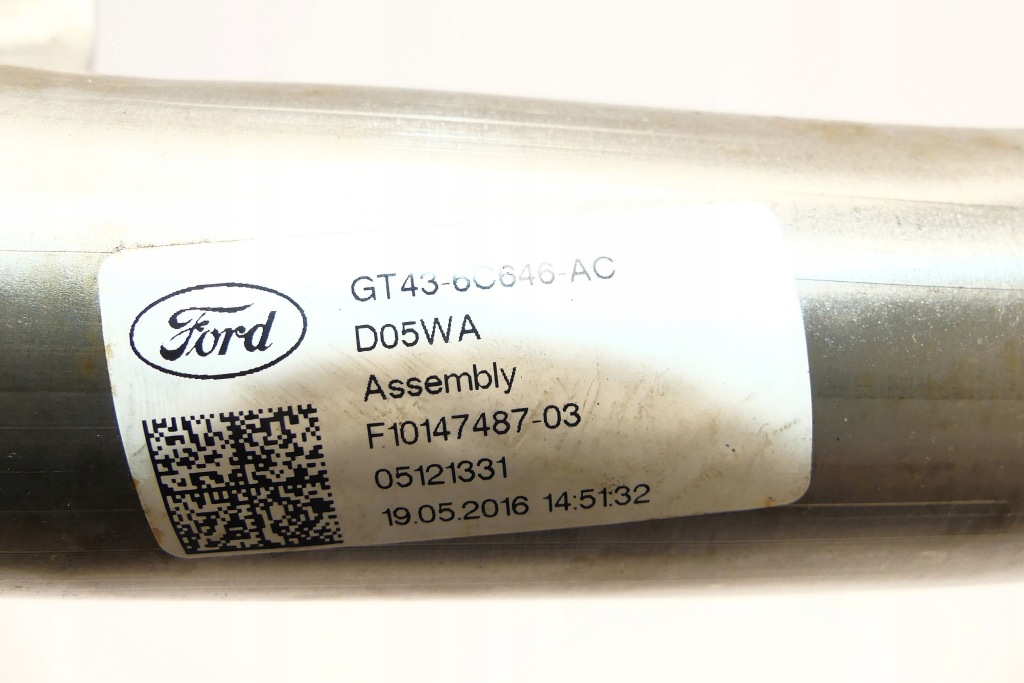 Ford
GT43-6C646-AC
D05WA
Assembly
F10147487-03
05121331
19.05.2016 14:51:32